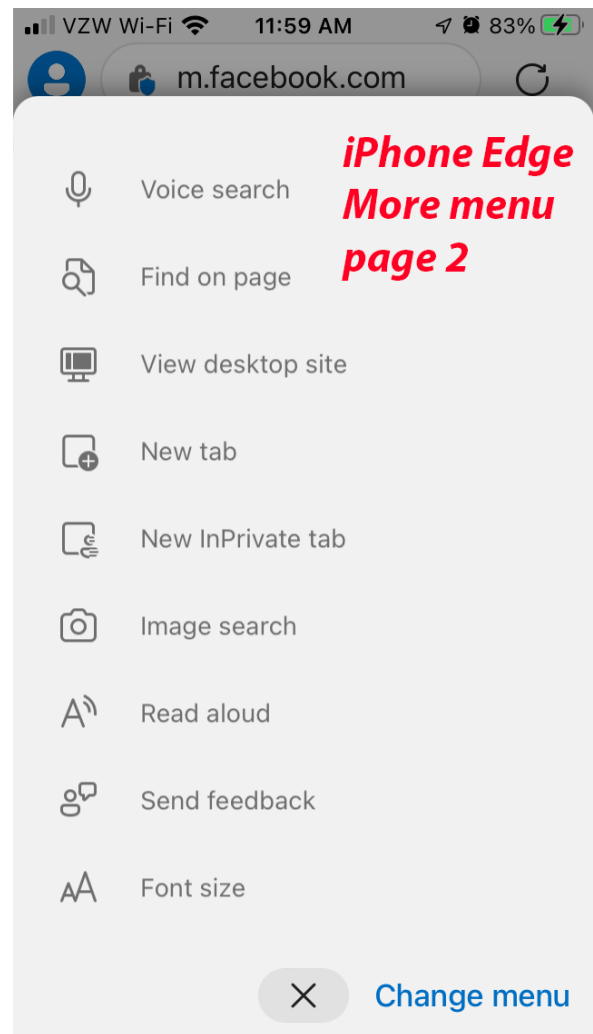 VZW Wi-Fi 11:59 AM 83%
m.facebook.com
iPhone Edge
More menu
page 2
Voice search
Find on page
View desktop site
New tab
New InPrivate tab
Image search
Read aloud
Send feedback
Font size
Change menu